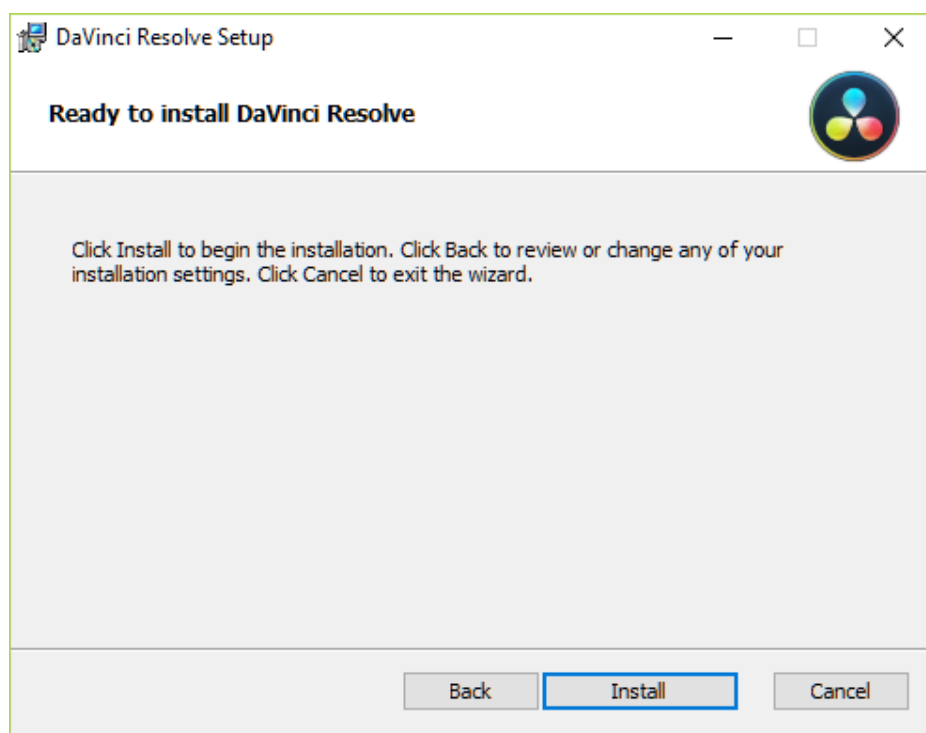 DaVinci Resolve Setup
Ready to install DaVinci Resolve
Click Install to begin the installation. Click Back to review or change any of your
installation settings. Click Cancel to exit the wizard.
Back Install Cancel